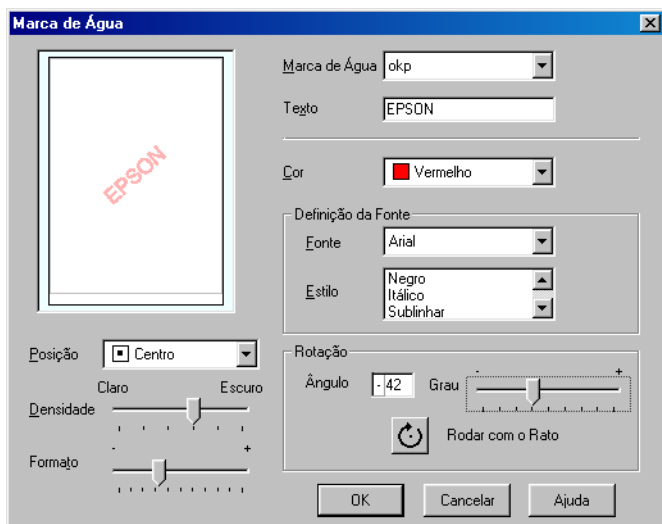 Marca de Água
Marca de Água okp
Texto EPSON
EPSON
Cor Vermelho
Definição da Fonte
Fonte Arial
Estilo Negro
Itálico
Sublinhar
Posição Centro
Claro Escuro
Densidade
- +
Formato
Rotação
Ângulo -42 Grau - +
Rodar com o Rato
OK Cancelar Ajuda